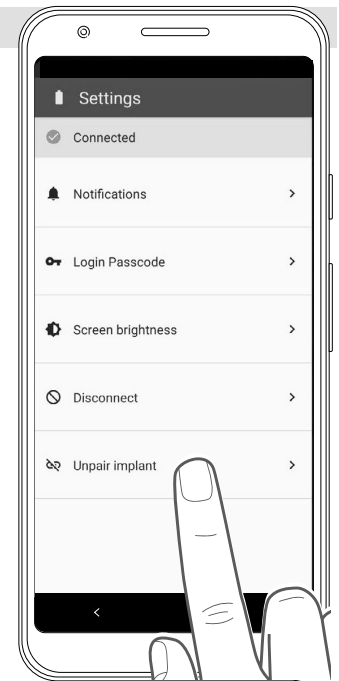 Settings
Connected
Notifications
Login Passcode
Screen brightness
Disconnect
Unpair implant